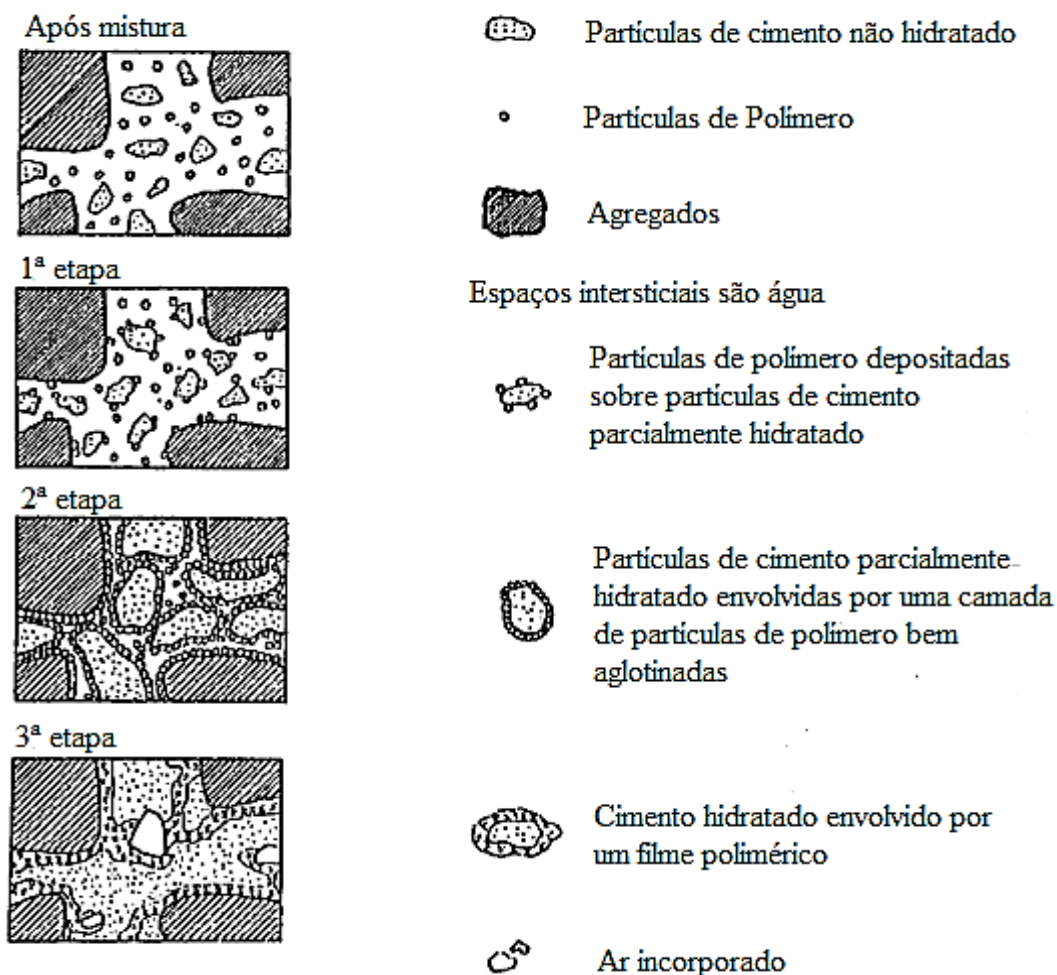 Após mistura
Partículas de cimento não hidratado
Partículas de Polímero
Agregados
1ª etapa
Espaços intersticiais são água
Partículas de polímero depositadas
sobre partículas de cimento
parcialmente hidratado
2ª etapa
Partículas de cimento parcialmente
hidratado envolvidas por uma camada
de partículas de polímero bem
aglotinadas
3ª etapa
Cimento hidratado envolvido por
um filme polimérico
Ar incorporado